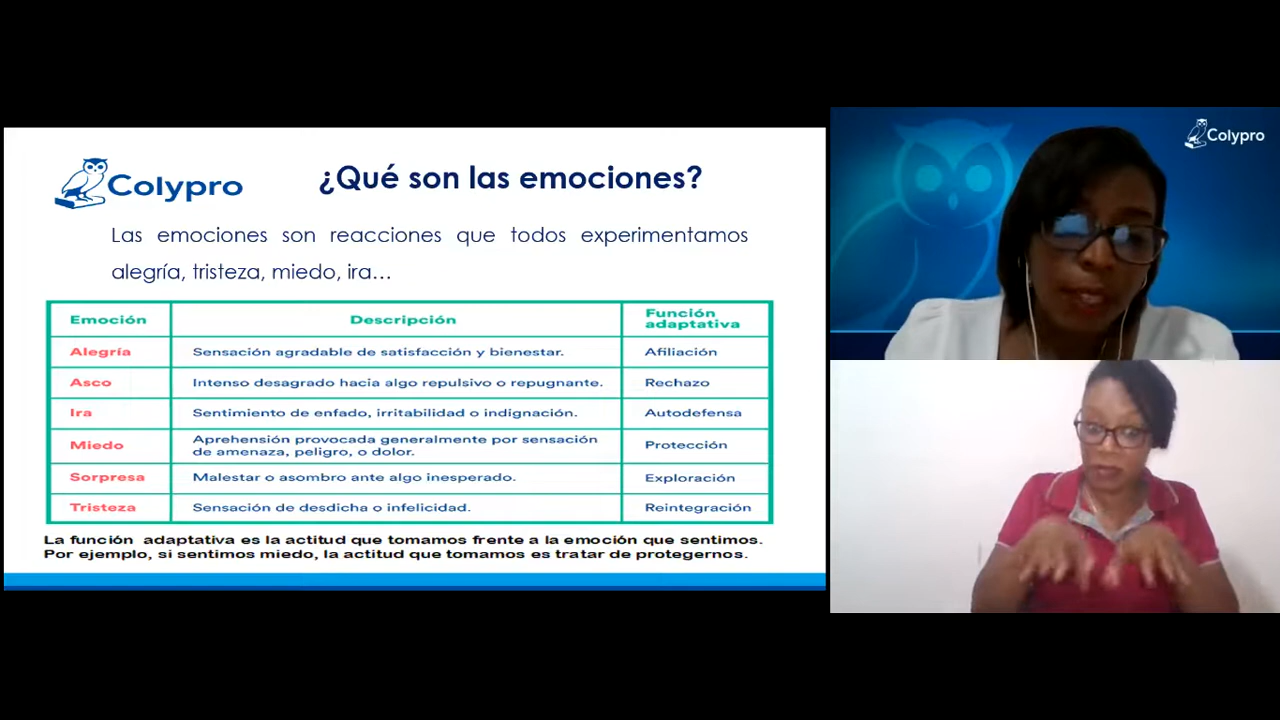 Colypro
¿Qué son las emociones?
Las emociones son reacciones que todos experimentamos
alegría, tristeza, miedo, ira...
Emoción Descripción Función
adaptativa
Alegría Sensación agradable de satisfacción y bienestar. Afiliación
Asco Intenso desagrado hacia algo repulsivo o repugnante. Rechazo
Ira Sentimiento de enfado, irritabilidad o indignación. Autodefensa
Miedo Aprehensión provocada generalmente por sensación
de amenaza, peligro, o dolor. Protección
Sorpresa Malestar o asombro ante algo inesperado. Exploración
Tristeza Sensación de desdicha o infelicidad. Reintegración
La función adaptativa es la actitud que tomamos frente a la emoción que sentimos.
Por ejemplo, si sentimos miedo, la actitud que tomamos es tratar de protegernos.
Colypro